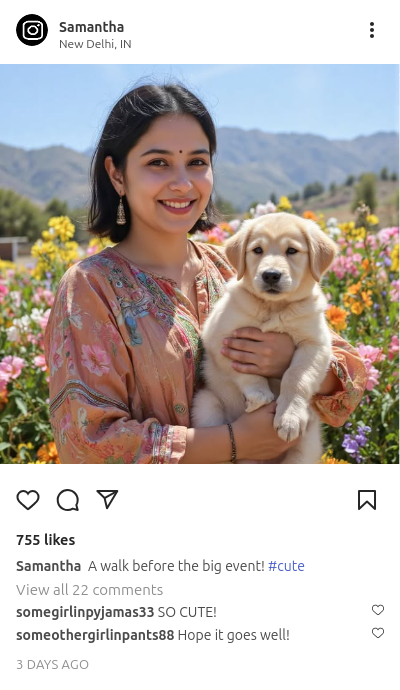 Samantha
New Delhi, IN
755 likes
Samantha A walk before the big event! #cute
View all 22 comments
somegirlinpyjamas33 SO CUTE!
someothergirlinpants88 Hope it goes well!
3 DAYS AGO